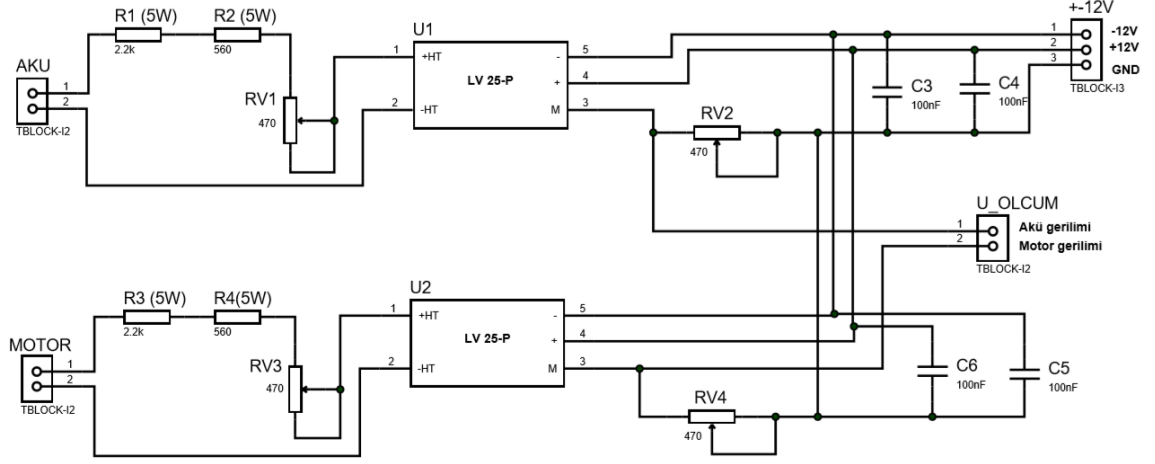 +-12V
R1 (5W)
R2 (5W)
2.2k
560
U1
1
-12V
2
+12V
3
GND
TBLOCK-I3
AKU
1
2
TBLOCK-I2
RV1
470
1
+HT
LV 25-P
-
5
+
4
2
-HT
M
3
C3
100nF
C4
100nF
RV2
470
U_OLCUM
1
Akü gerilimi
2
Motor gerilimi
TBLOCK-I2
R3 (5W)
R4(5W)
2.2k
560
U2
MOTOR
1
2
TBLOCK-I2
RV3
470
1
+HT
LV 25-P
-
5
+
4
2
-HT
M
3
C6
100nF
C5
100nF
RV4
470